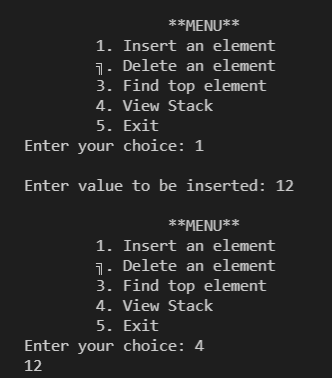 **MENU**
1. Insert an element
╗. Delete an element
3. Find top element
4. View Stack
5. Exit
Enter your choice: 1
Enter value to be inserted: 12
**MENU**
1. Insert an element
╗. Delete an element
3. Find top element
4. View Stack
5. Exit
Enter your choice: 4
12